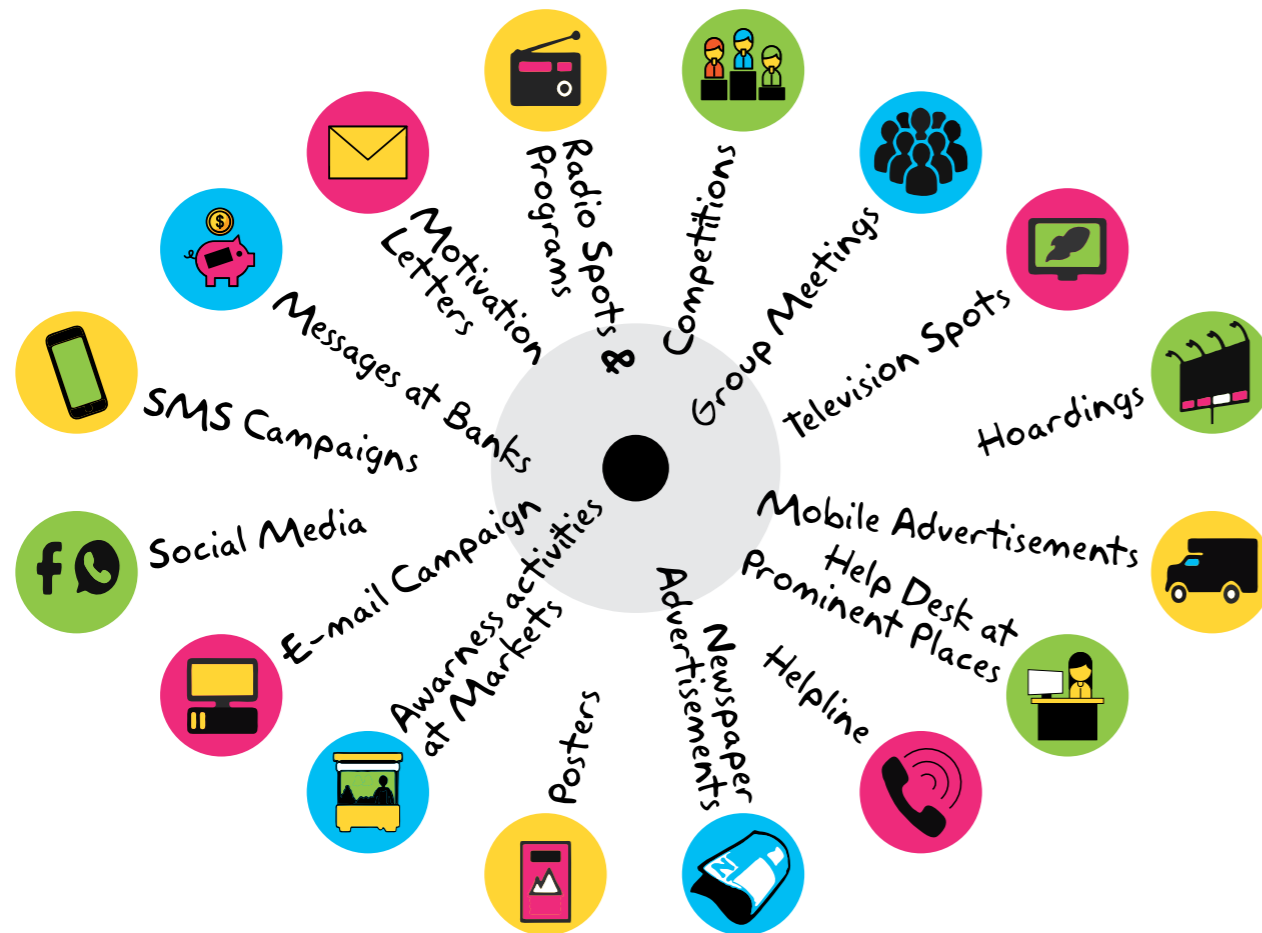 Radio Spots &
Programs
Competitions
Group Meetings
Television Spots
Hoardings
Mobile Advertisements
Help Desk at
Prominent Places
Helpline
Newspaper
Advertisements
Posters
Awarness activities
at Markets
E-mail Campaign
Social Media
SMS Campaigns
Messages at Banks
Motivation
Letters